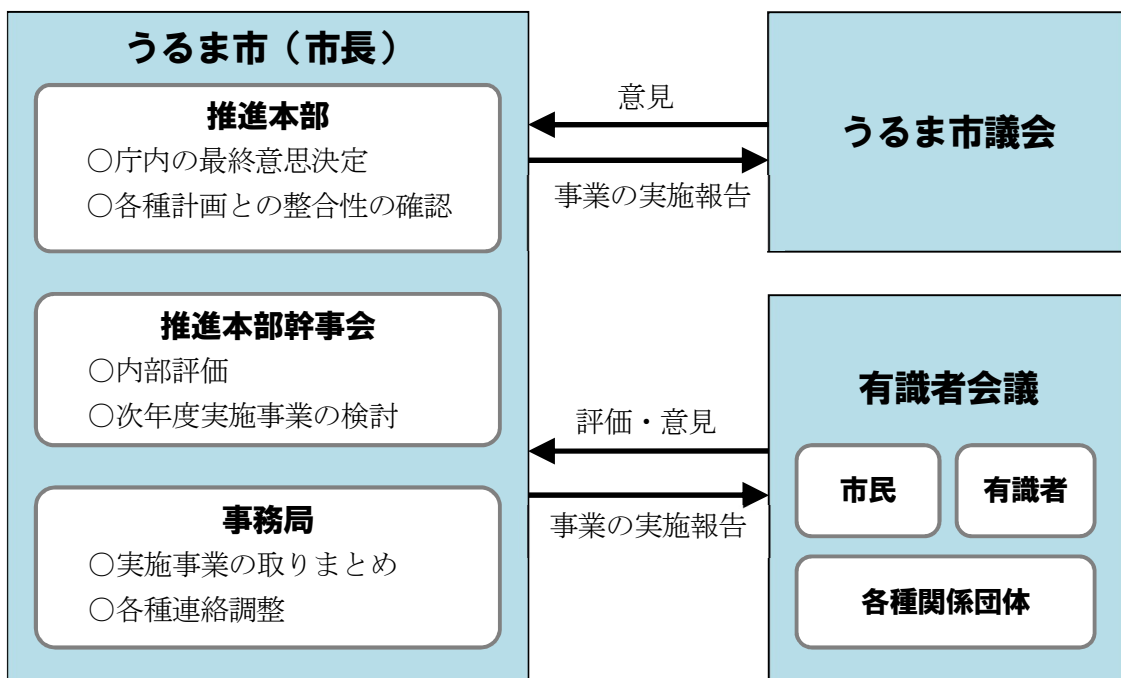 うるま市（市長）
推進本部
○庁内の最終意思決定
○各種計画との整合性の確認
推進本部幹事会
○内部評価
○次年度実施事業の検討
事務局
○実施事業の取りまとめ
○各種連絡調整
意見
事業の実施報告
うるま市議会
評価・意見
事業の実施報告
有識者会議
市民
有識者
各種関係団体